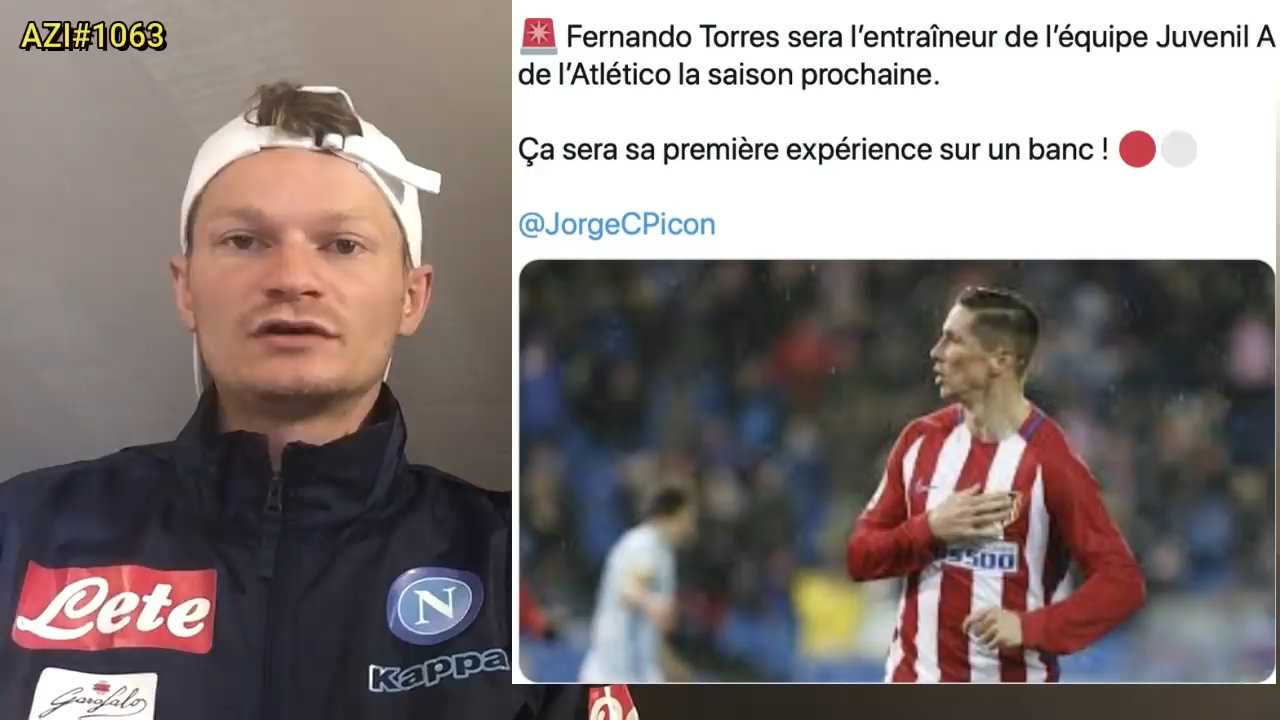 AZI#1063
🚨 Fernando Torres sera l’entraîneur de l’équipe Juvenil A
de l’Atlético la saison prochaine.
Ça sera sa première expérience sur un banc ! 🔴⚪
@JorgeCPicon
Lete
N
Kappa
Garofalo